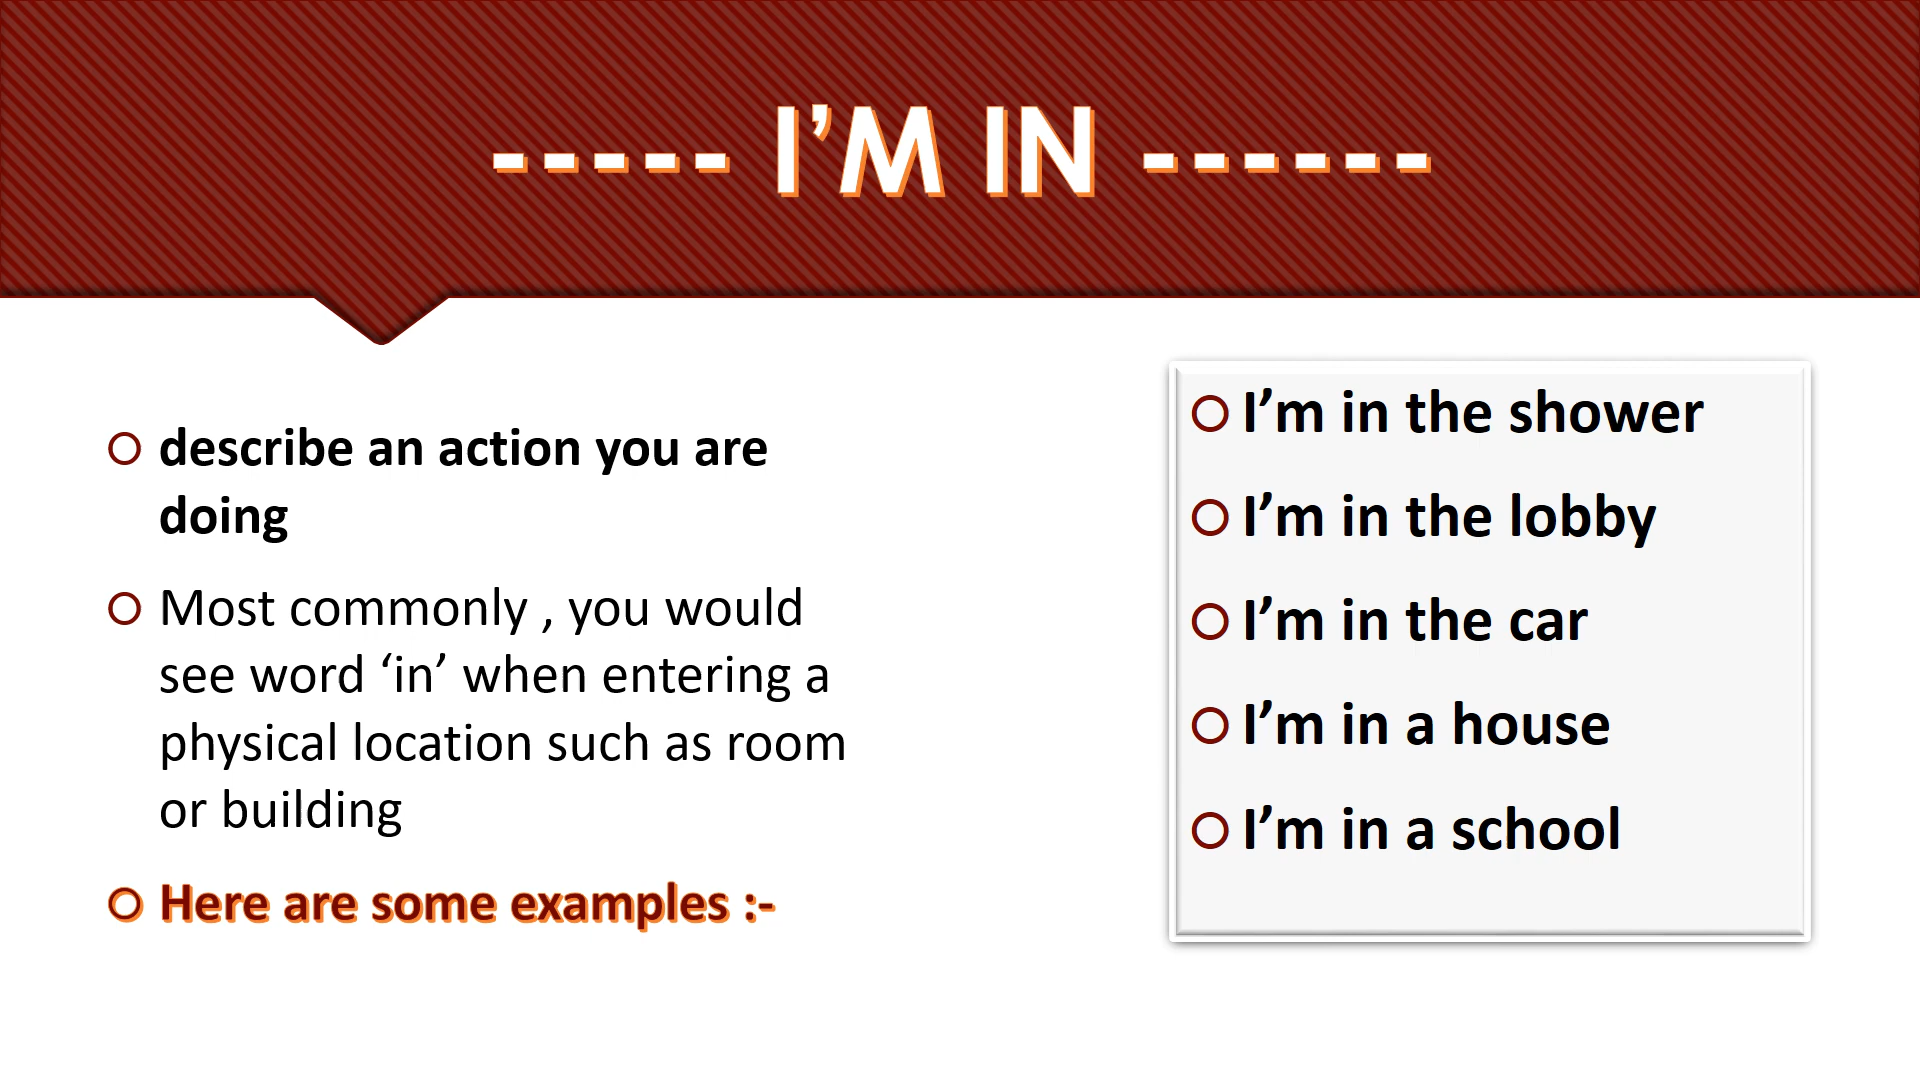 ----- I’M IN ------
describe an action you are
doing
Most commonly , you would
see word ‘in’ when entering a
physical location such as room
or building
Here are some examples :-
I’m in the shower
I’m in the lobby
I’m in the car
I’m in a house
I’m in a school